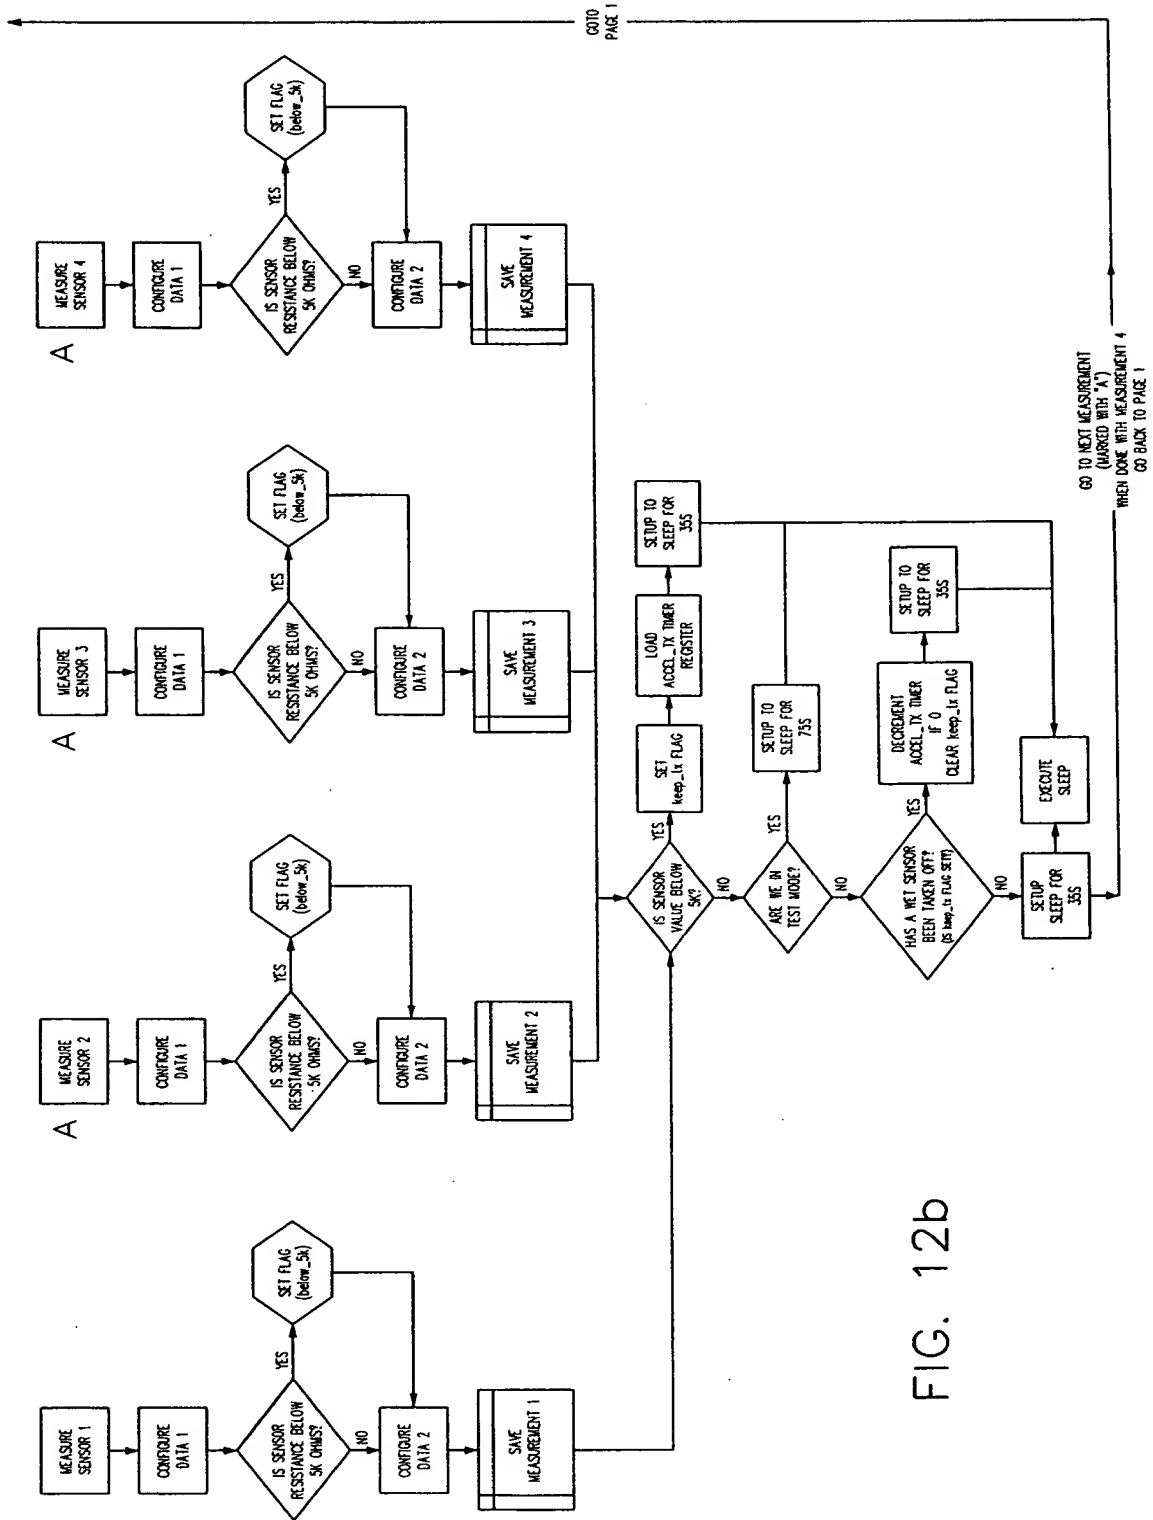 MEASURE
SENSOR 1
CONFIGURE
DATA 1
IS SENSOR
RESISTANCE BELOW
5K OHMS?
YES
SET FLAG
(below_5k)
NO
CONFIGURE
DATA 2
SAVE
MEASUREMENT 1
A
MEASURE
SENSOR 2
CONFIGURE
DATA 1
IS SENSOR
RESISTANCE BELOW
5K OHMS?
YES
SET FLAG
(below_5k)
NO
CONFIGURE
DATA 2
SAVE
MEASUREMENT 2
A
MEASURE
SENSOR 3
CONFIGURE
DATA 1
IS SENSOR
RESISTANCE BELOW
5K OHMS?
YES
SET FLAG
(below_5k)
NO
CONFIGURE
DATA 2
SAVE
MEASUREMENT 3
A
MEASURE
SENSOR 4
CONFIGURE
DATA 1
IS SENSOR
RESISTANCE BELOW
5K OHMS?
YES
SET FLAG
(below_5k)
NO
CONFIGURE
DATA 2
SAVE
MEASUREMENT 4
IS SENSOR
VALUE BELOW
5K?
YES
SET
keep_tx FLAG
LOAD
ACCEL_TX TIMER
REGISTER
SETUP TO
SLEEP FOR
35S
NO
ARE WE IN
TEST MODE?
YES
SETUP TO
SLEEP FOR
75S
NO
HAS A WET SENSOR
BEEN TAKEN OFF?
(IS keep_tx FLAG SET?)
YES
DECREMENT
ACCEL_TX TIMER
IF 0
CLEAR keep_tx FLAG
SETUP TO
SLEEP FOR
35S
NO
SETUP
SLEEP FOR
35S
EXECUTE
SLEEP
GO TO NEXT MEASUREMENT
(MARKED WITH "A")
WHEN DONE WITH MEASUREMENT 4
GO BACK TO PAGE 1
GOTO
PAGE 1
FIG. 12b